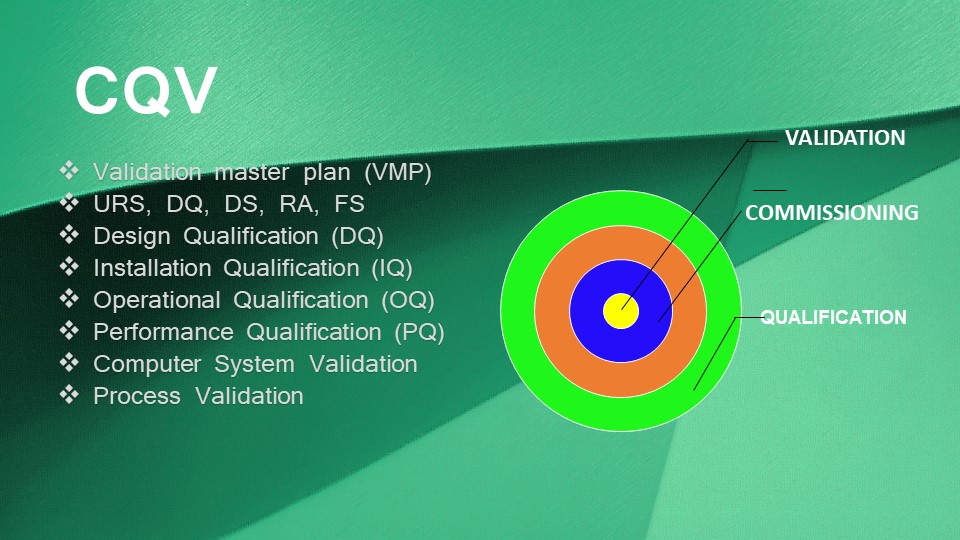 CQV
❖ Validation master plan (VMP)
❖ URS, DQ, DS, RA, FS
❖ Design Qualification (DQ)
❖ Installation Qualification (IQ)
❖ Operational Qualification (OQ)
❖ Performance Qualification (PQ)
❖ Computer System Validation
❖ Process Validation
VALIDATION
COMMISSIONING
QUALIFICATION